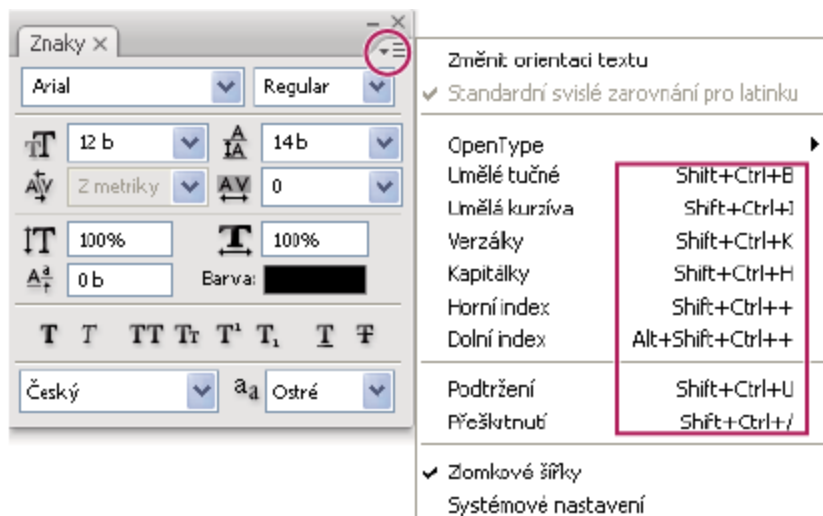 Znaky
Arial
Regular
12 b
14 b
Z metriky
0
100%
100%
0 b
Barva:
Český
Ostré
Změnit orientaci textu
Standardní svislé zarovnání pro latinku
OpenType
Umělé tučné Shift+Ctrl+B
Umělá kurzíva Shift+Ctrl+I
Verzálky Shift+Ctrl+K
Kapitálky Shift+Ctrl+H
Horní index Shift+Ctrl++
Dolní index Alt+Shift+Ctrl++
Podtržení Shift+Ctrl+U
Přeškrtnutí Shift+Ctrl+/
Zlomkové šířky
Systémové nastavení